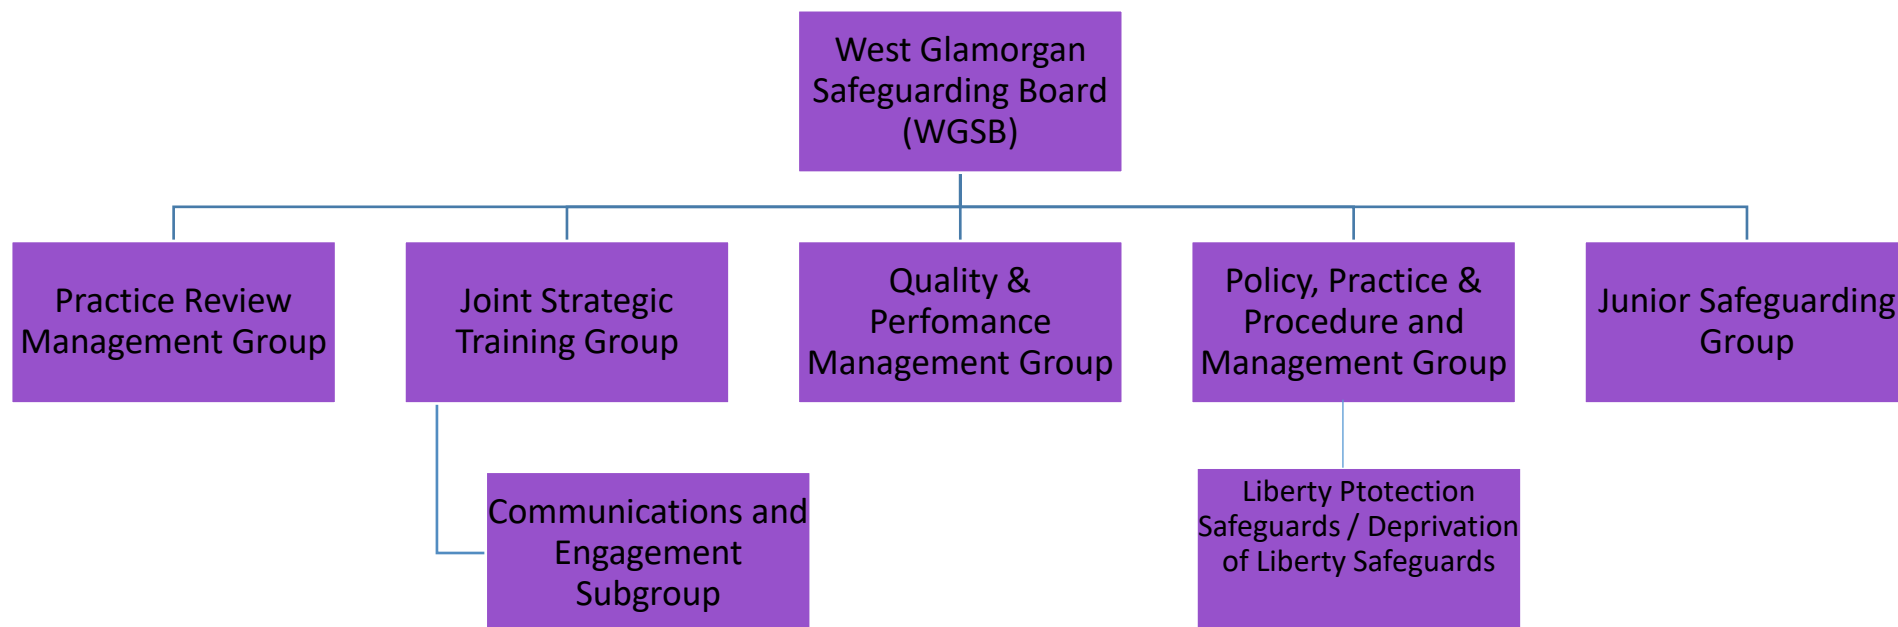 West Glamorgan
Safeguarding Board
(WGSB)
Practice Review
Management Group
Joint Strategic
Training Group
Quality &
Perfomance
Management Group
Policy, Practice &
Procedure and
Management Group
Junior Safeguarding
Group
Communications and
Engagement
Subgroup
Liberty Ptotection
Safeguards / Deprivation
of Liberty Safeguards